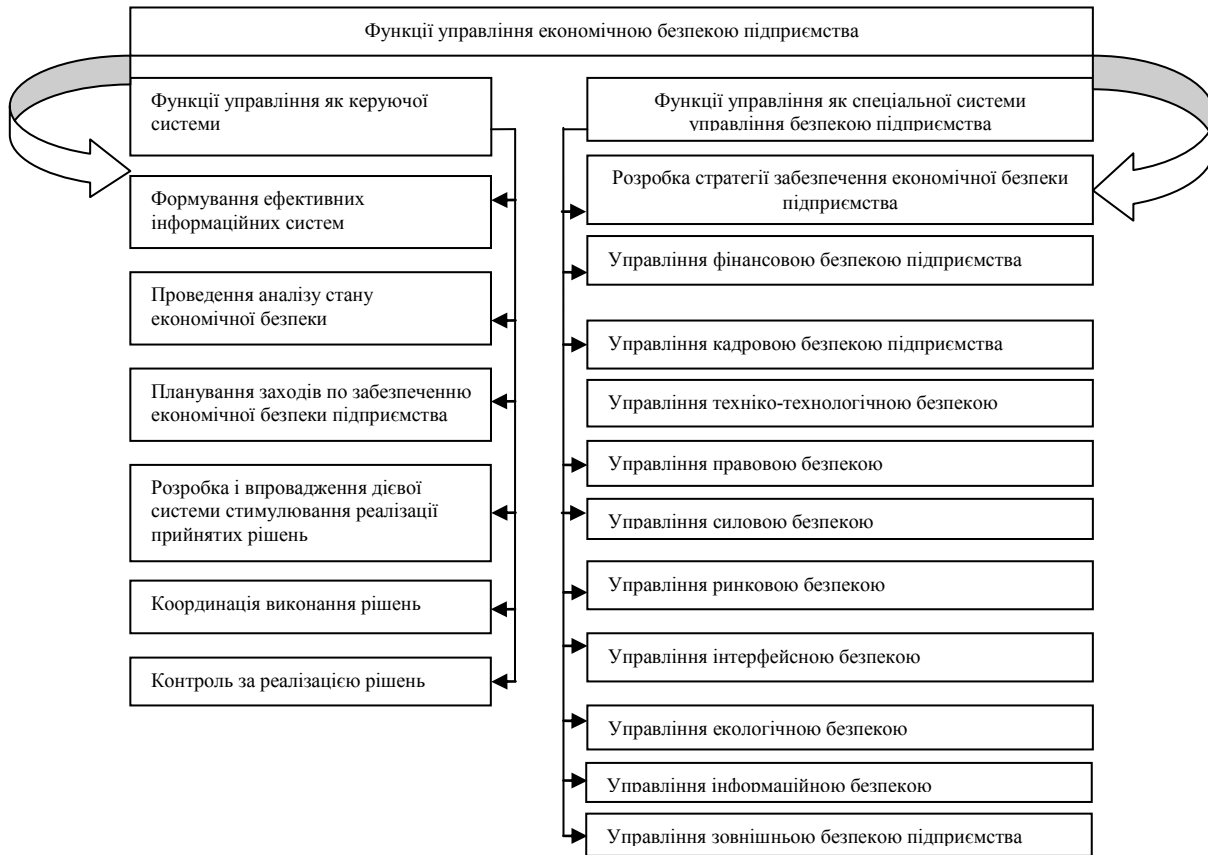 Функції управління економічною безпекою підприємства
Функції управління як керуючої
системи
Формування ефективних
інформаційних систем
Проведення аналізу стану
економічної безпеки
Планування заходів по забезпеченню
економічної безпеки підприємства
Розробка і впровадження дієвої
системи стимулювання реалізації
прийнятих рішень
Координація виконання рішень
Контроль за реалізацією рішень
Функції управління як спеціальної системи
управління безпекою підприємства
Розробка стратегії забезпечення економічної безпеки
підприємства
Управління фінансовою безпекою підприємства
Управління кадровою безпекою підприємства
Управління техніко-технологічною безпекою
Управління правовою безпекою
Управління силовою безпекою
Управління ринковою безпекою
Управління інтерфейсною безпекою
Управління екологічною безпекою
Управління інформаційною безпекою
Управління зовнішньою безпекою підприємства